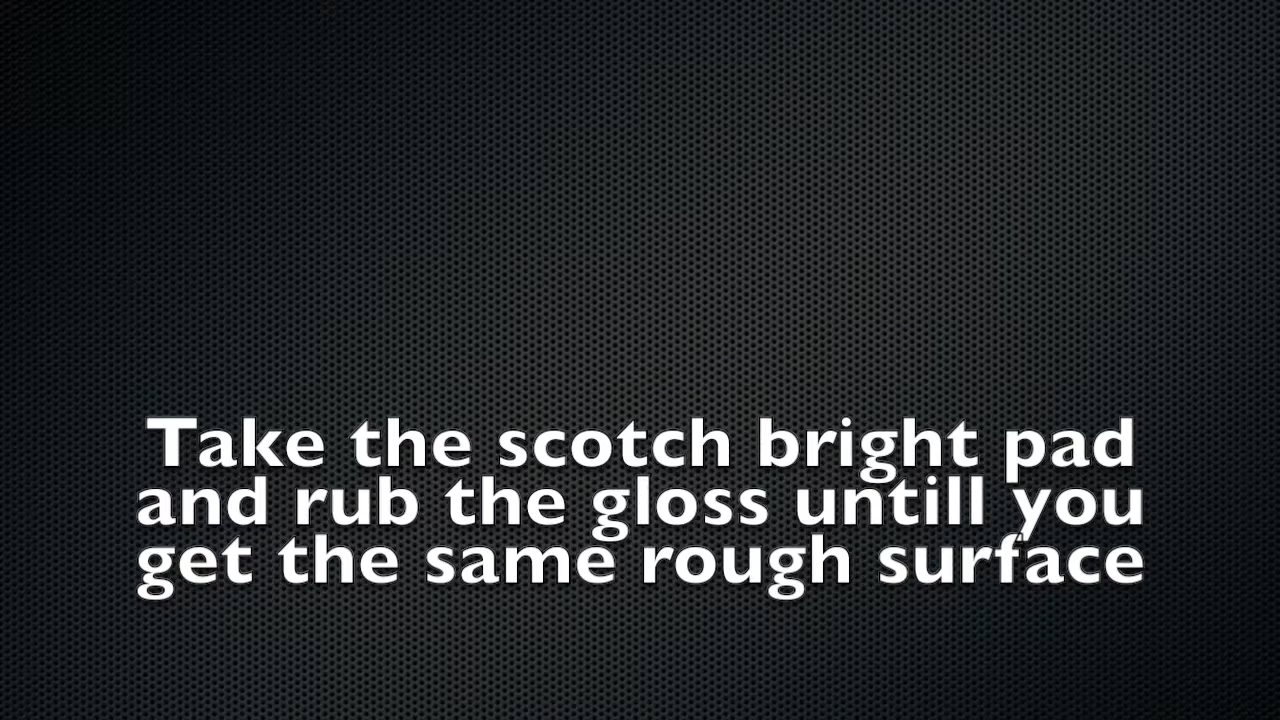 Take the scotch bright pad
and rub the gloss untill you
get the same rough surface